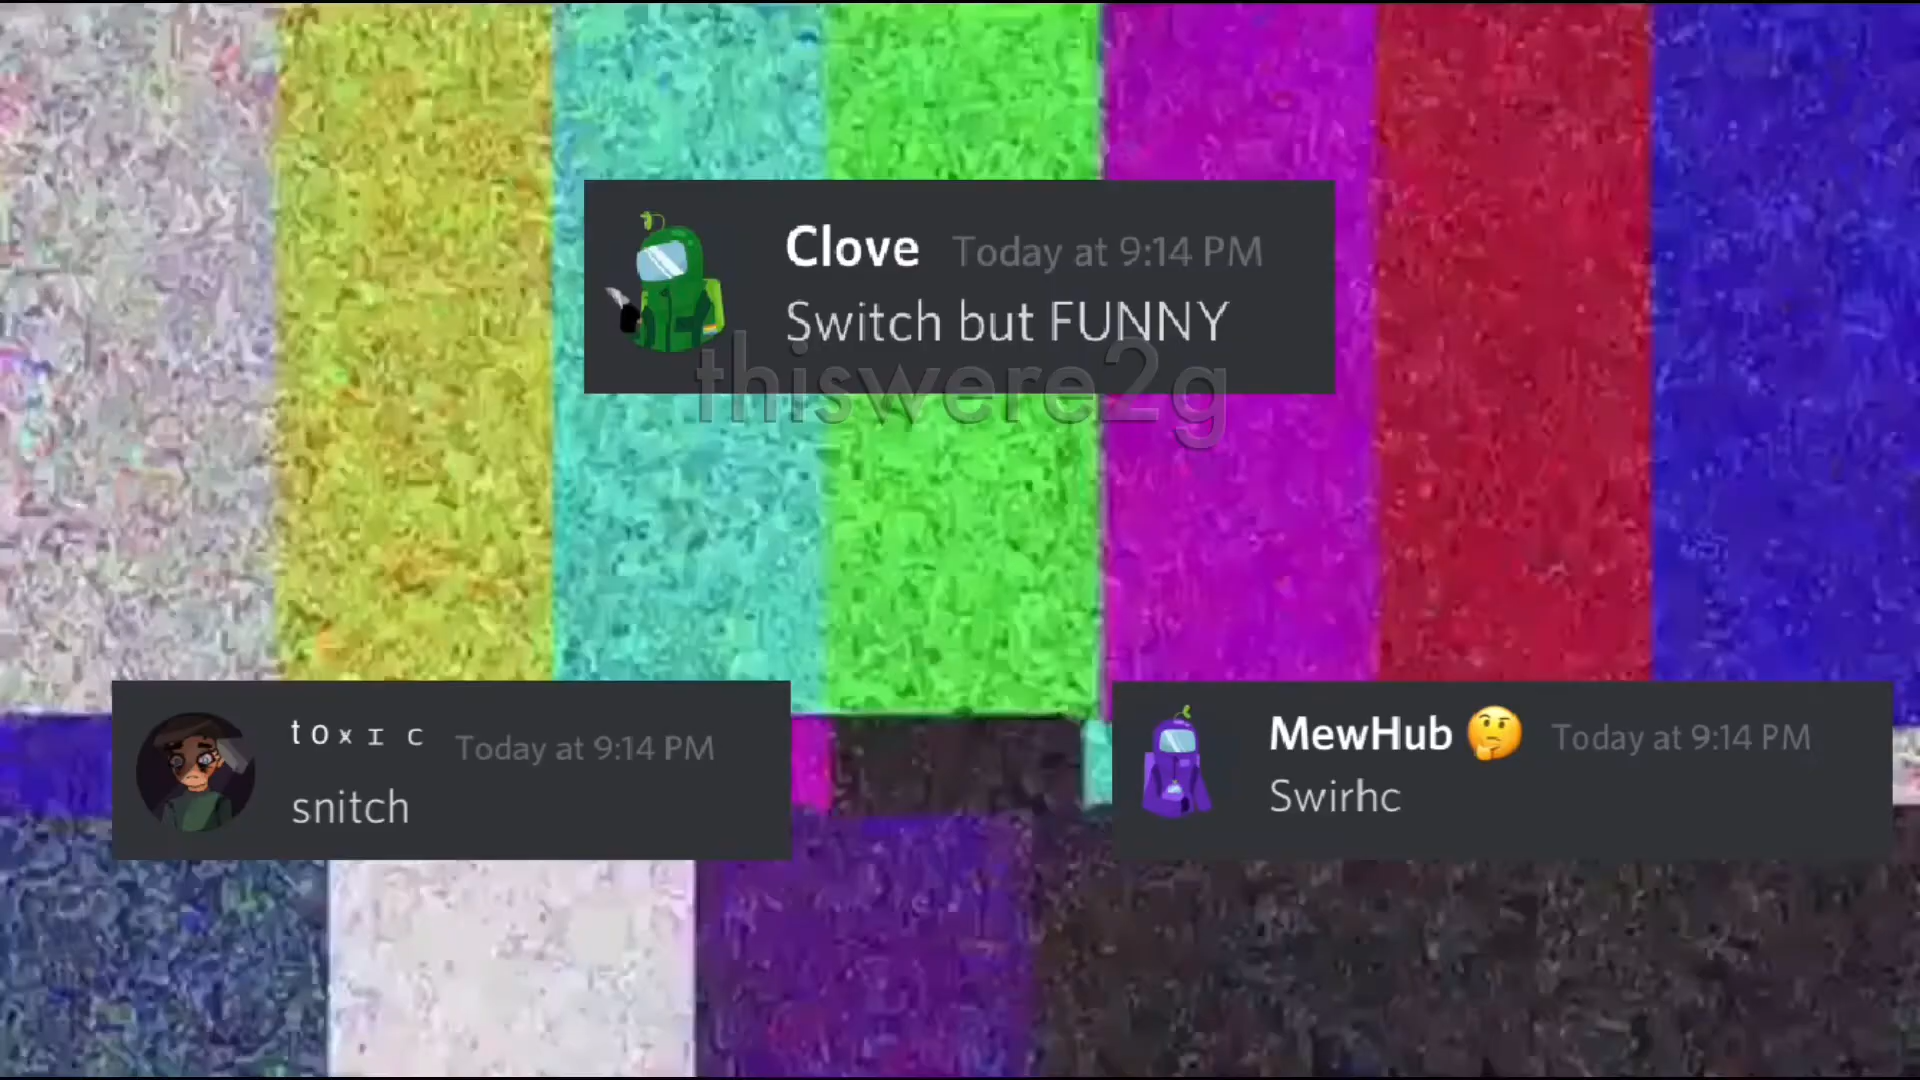 Clove Today at 9:14 PM
Switch but FUNNY
thiswere2g
toxɪc Today at 9:14 PM
snitch
MewHub 🤔 Today at 9:14 PM
Swirhc